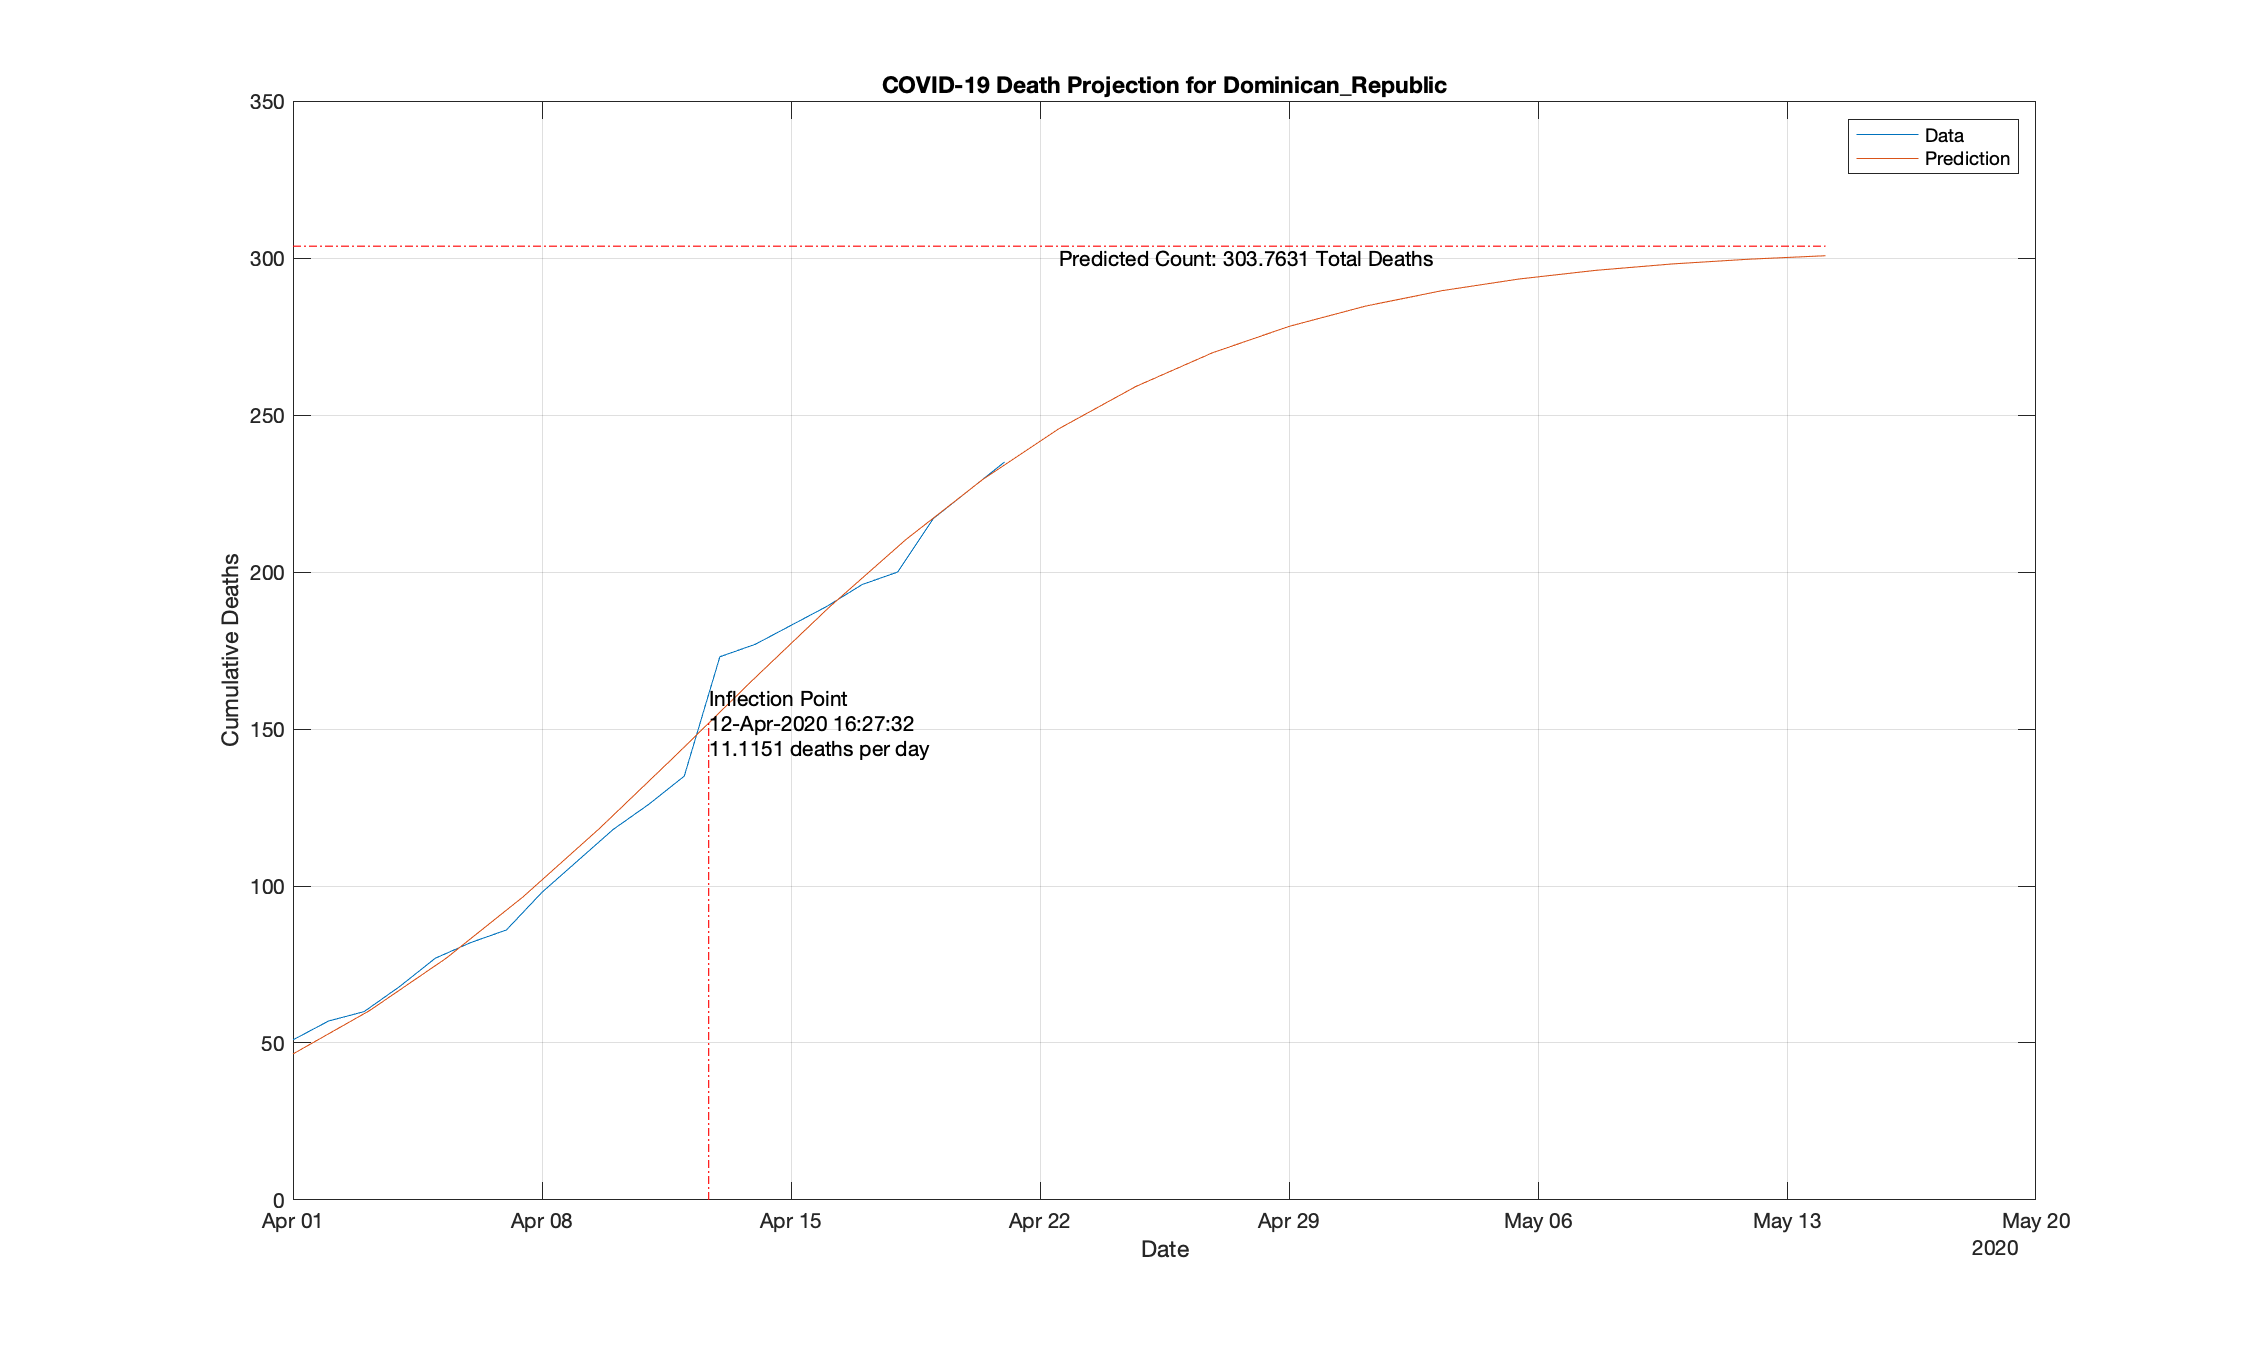 COVID-19 Death Projection for Dominican_Republic
350
300
250
200
150
100
50
0
Cumulative Deaths
Data
Prediction
Predicted Count: 303.7631 Total Deaths
Inflection Point
12-Apr-2020 16:27:32
11.1151 deaths per day
Apr 01
Apr 08
Apr 15
Apr 22
Apr 29
May 06
May 13
May 20
Date
2020